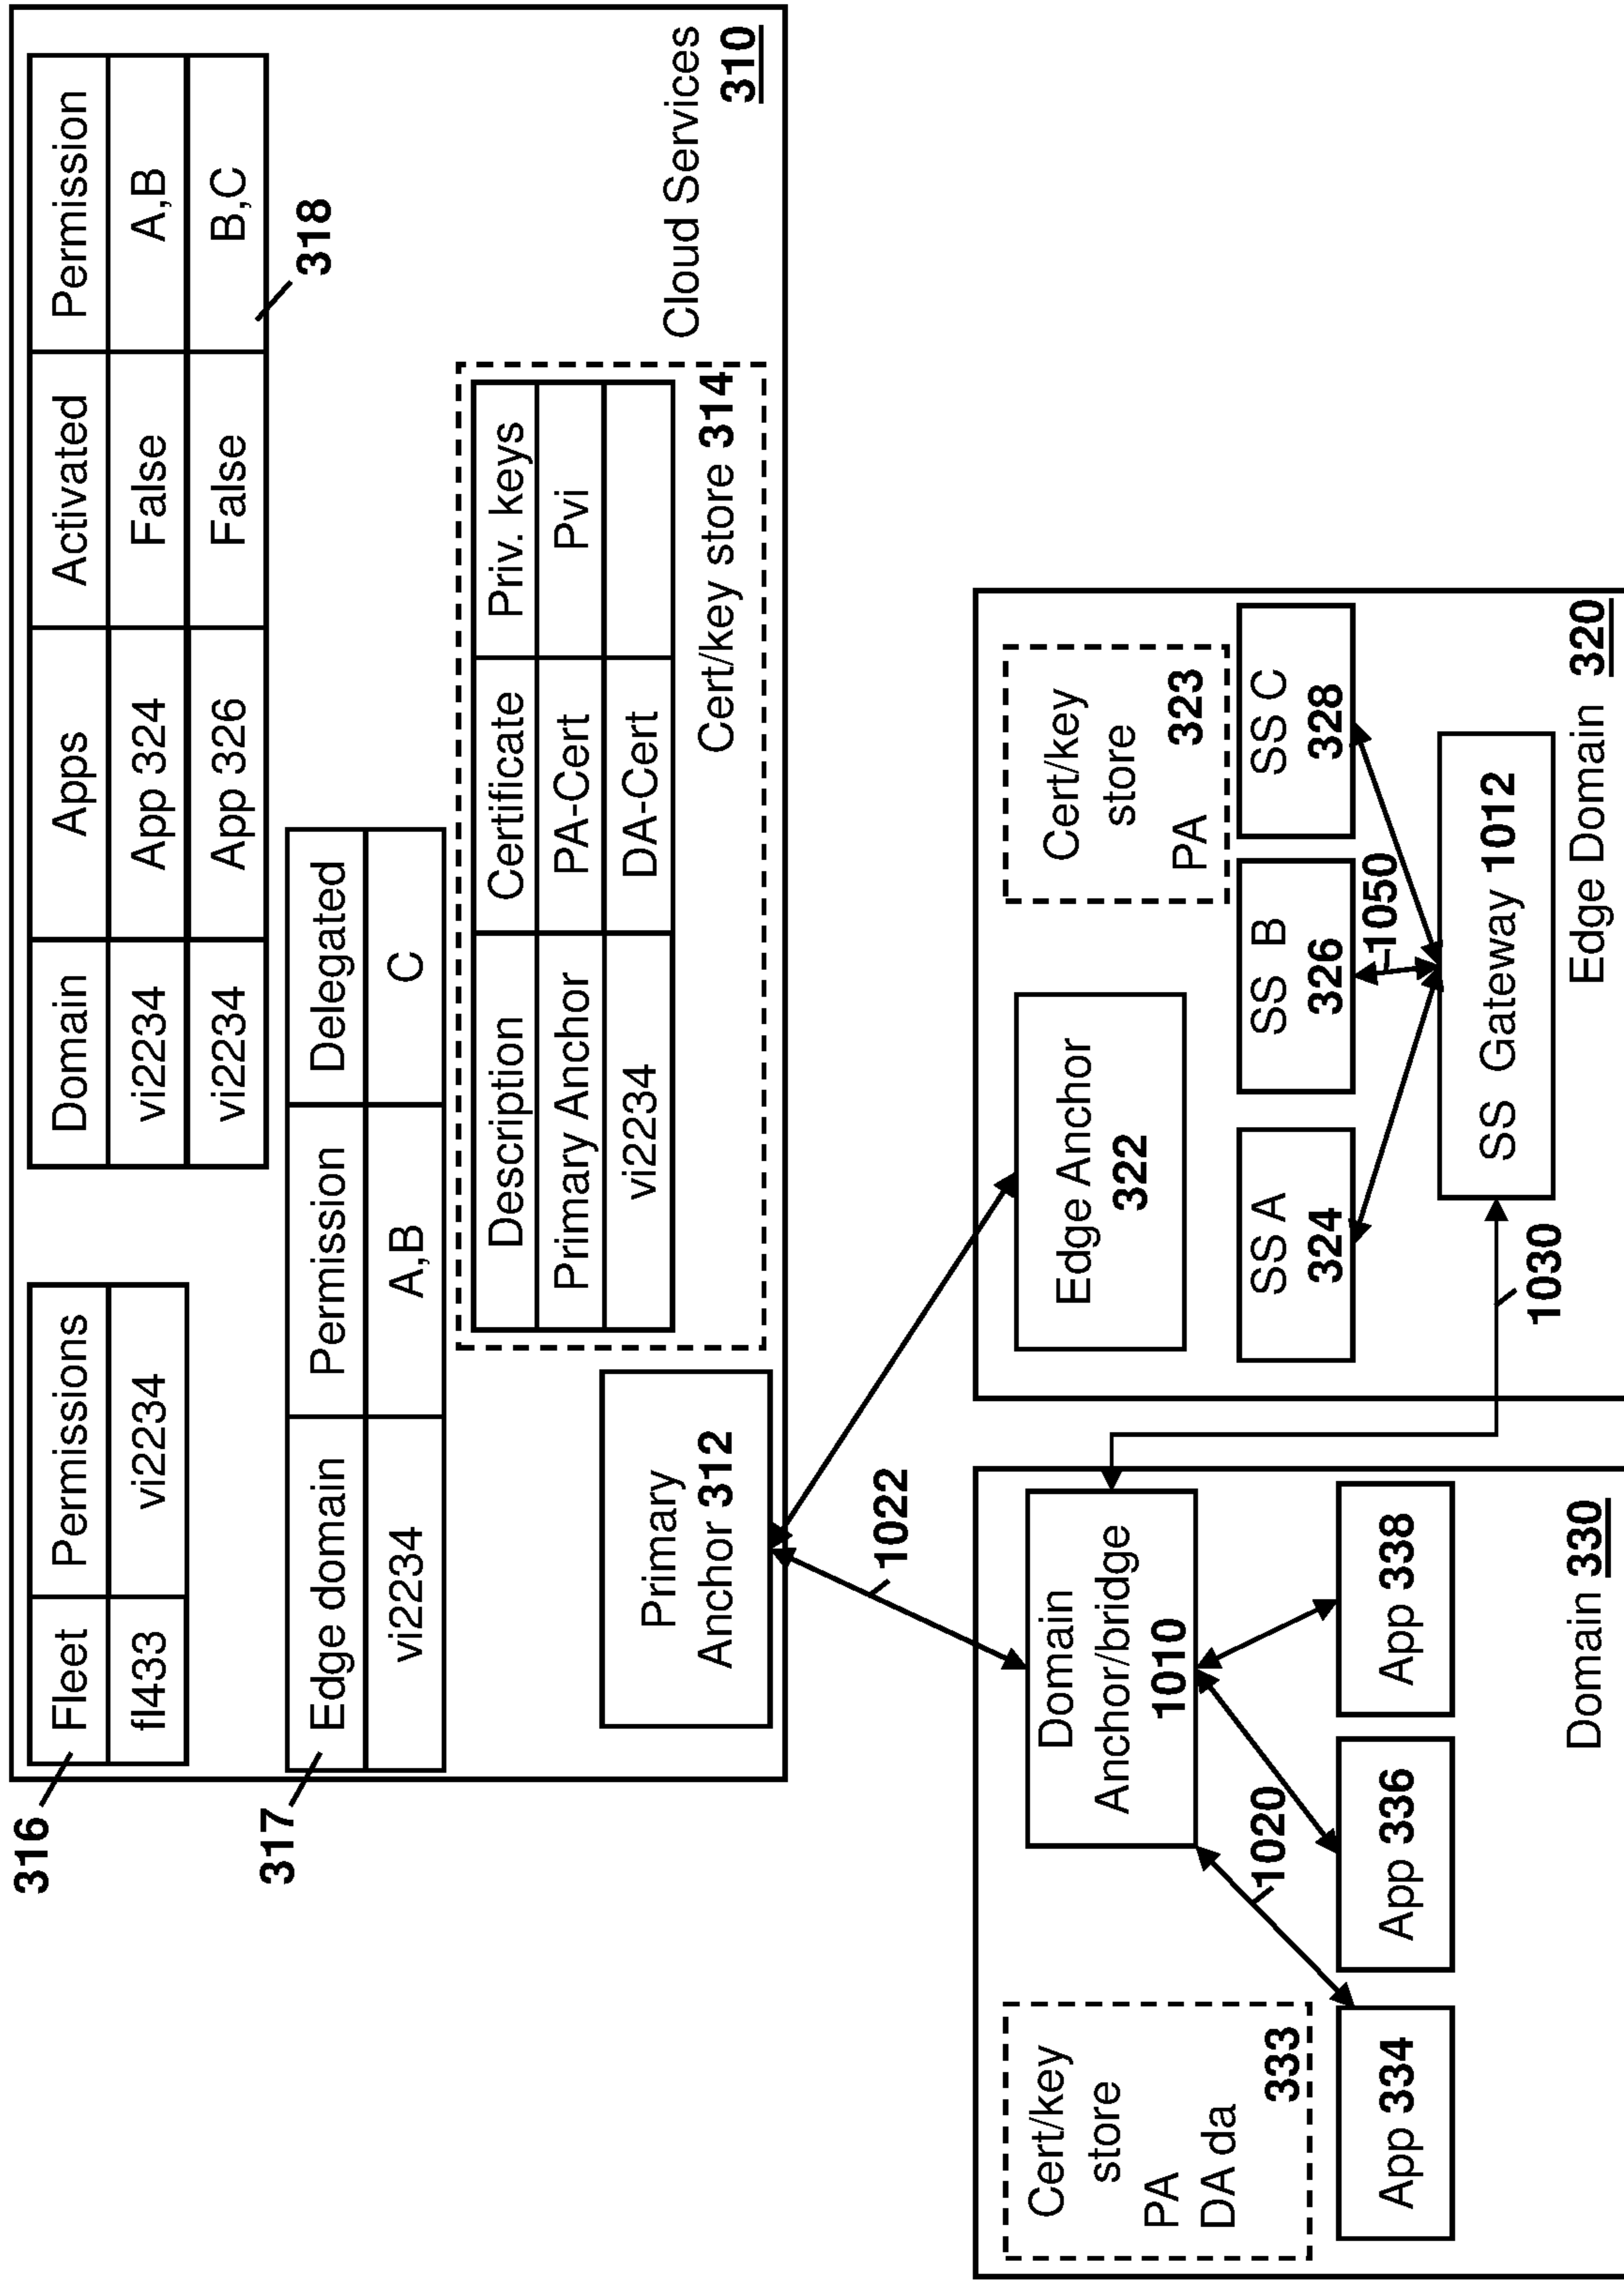 316
Fleet Permissions
fl433 vi2234
Domain Apps Activated Permission
vi2234 App 324 False A,B
vi2234 App 326 False B,C
318
317
Edge domain Permission Delegated
vi2234 A,B C
Description Certificate Priv. keys
Primary Anchor PA-Cert Pvi
vi2234 DA-Cert
Cert/key store 314
Primary
Anchor 312
Cloud Services
310
1022
Cert/key
store
PA
DA da
333
Domain
Anchor/bridge
1010
1020
App 334
App 336
App 338
Domain 330
Edge Anchor
322
Cert/key
store
PA 323
SS A
324
SS B
326
SS C
328
1050
SS Gateway 1012
1030
Edge Domain 320